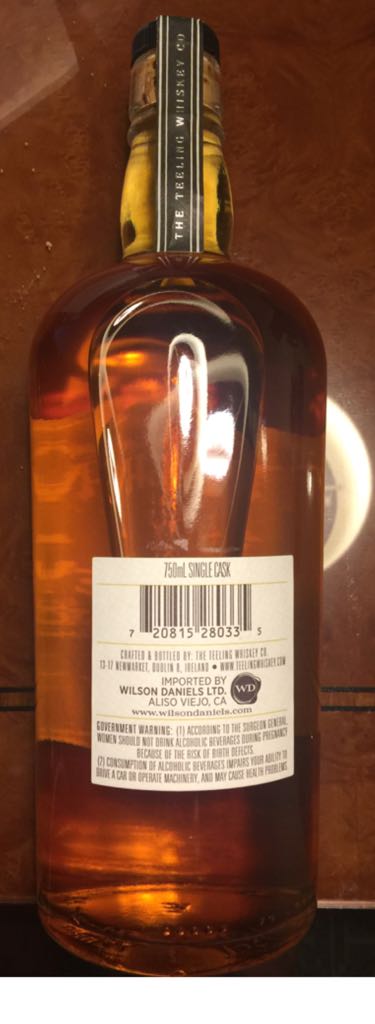 THE TEELING WHISKEY CO
750mL SINGLE CASK
7 20815 28033 5
CRAFTED & BOTTLED BY: THE TEELING WHISKEY CO.
13-17 NEWMARKET, DUBLIN 8, IRELAND • WWW.TEELINGWHISKEY.COM
IMPORTED BY
WILSON DANIELS LTD.
ALISO VIEJO, CA
WD
www.wilsondaniels.com
GOVERNMENT WARNING: (1) ACCORDING TO THE SURGEON GENERAL,
WOMEN SHOULD NOT DRINK ALCOHOLIC BEVERAGES DURING PREGNANCY
BECAUSE OF THE RISK OF BIRTH DEFECTS.
(2) CONSUMPTION OF ALCOHOLIC BEVERAGES IMPAIRS YOUR ABILITY TO
DRIVE A CAR OR OPERATE MACHINERY, AND MAY CAUSE HEALTH PROBLEMS.